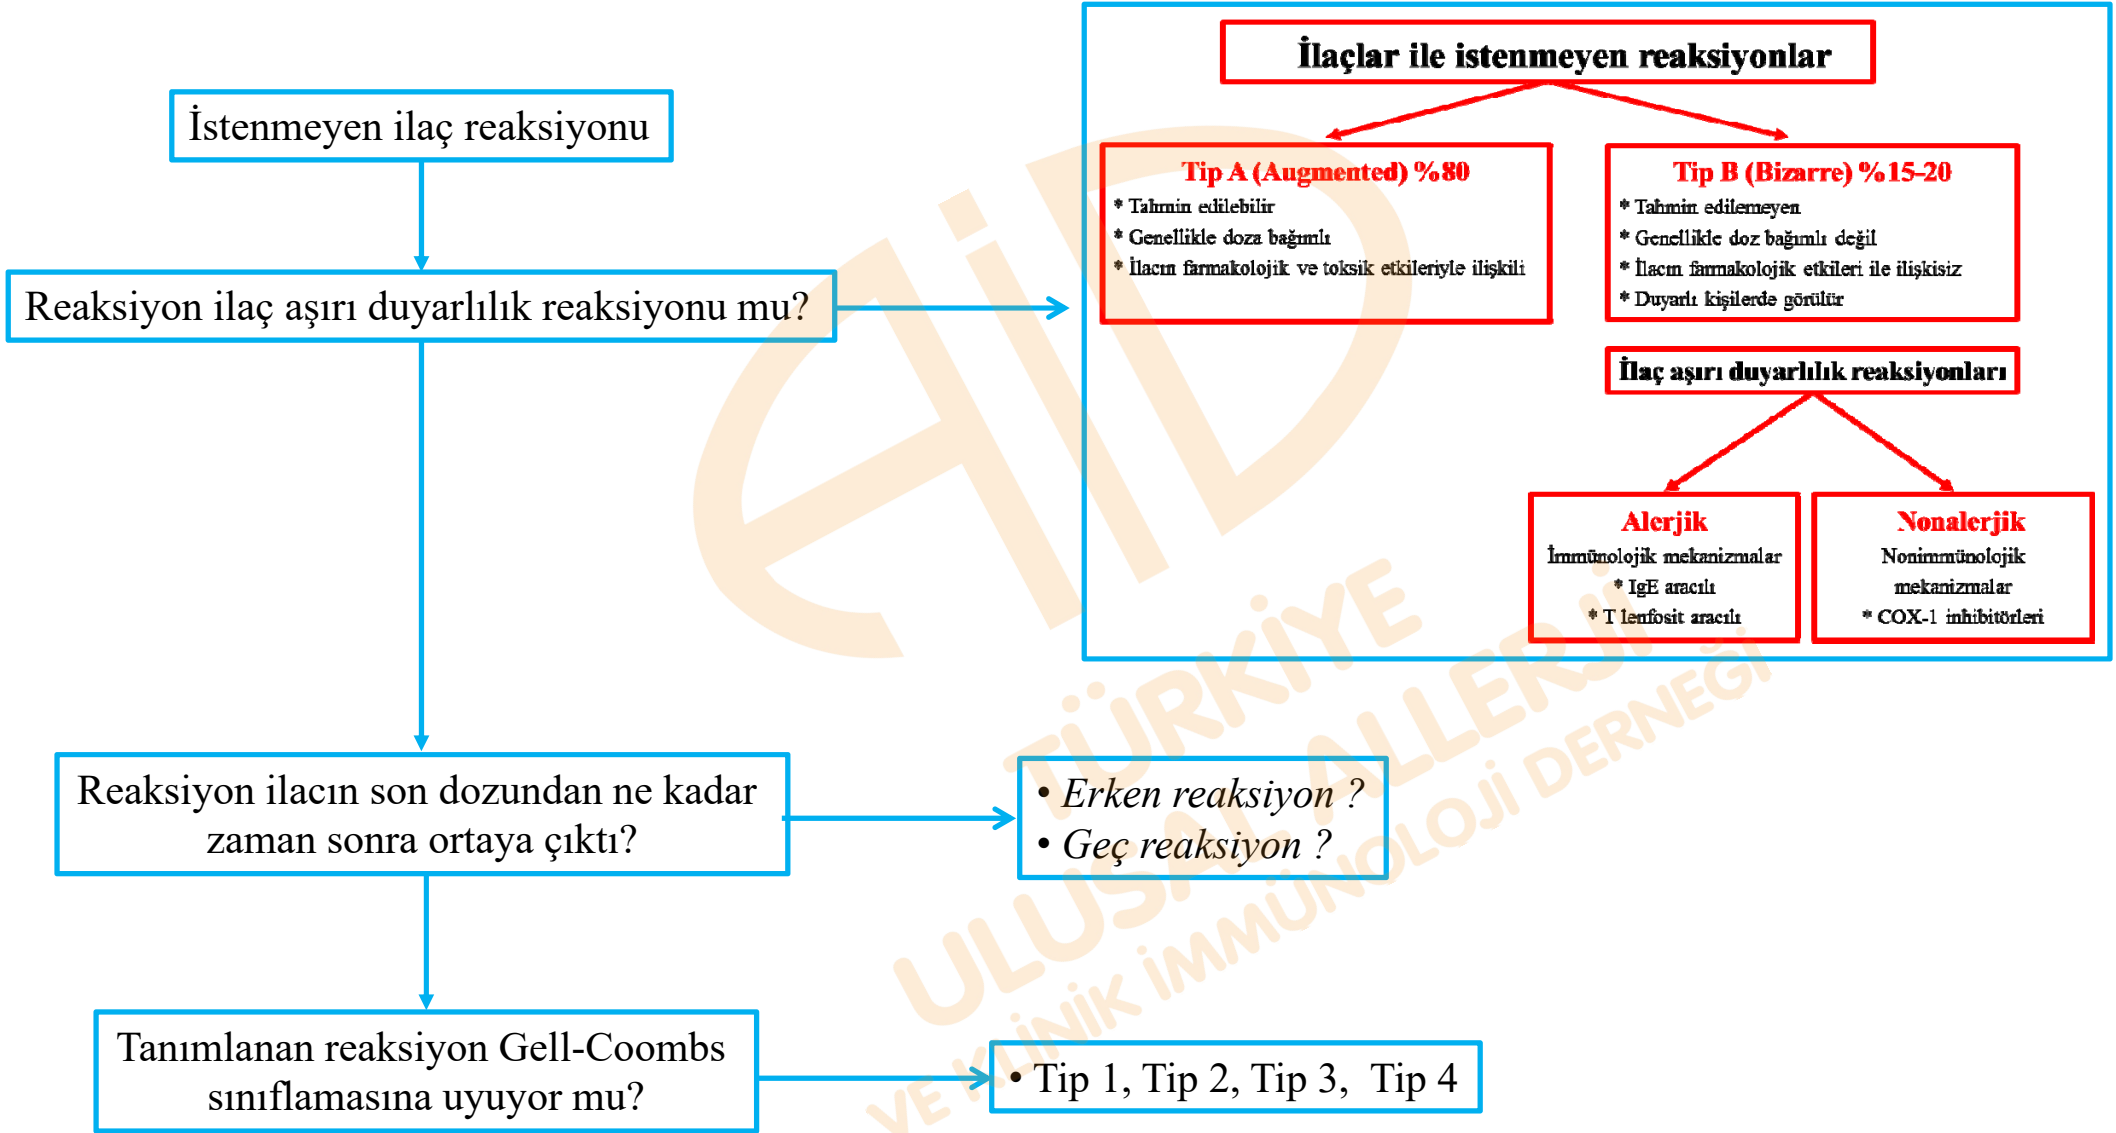 İlaçlar ile istenmeyen reaksiyonlar
İstenmeyen ilaç reaksiyonu
Tip A (Augmented) %80
* Tahmin edilebilir
* Genellikle doza bağımlı
* İlacın farmakolojik ve toksik etkileriyle ilişkili
Tip B (Bizarre) %15-20
* Tahmin edilemeyen
* Genellikle doz bağımlı değil
* İlacın farmakolojik etkileri ile ilişkisiz
* Duyarlı kişilerde görülür
Reaksiyon ilaç aşırı duyarlılık reaksiyonu mu?
İlaç aşırı duyarlılık reaksiyonları
Alerjik
İmmünolojik mekanizmalar
* IgE aracılı
* T lenfosit aracılı
Nonalerjik
Nonimmünolojik
mekanizmalar
* COX-1 inhibitörleri
Reaksiyon ilacın son dozundan ne kadar
zaman sonra ortaya çıktı?
• Erken reaksiyon ?
• Geç reaksiyon ?
Tanımlanan reaksiyon Gell-Coombs
sınıflamasına uyuyor mu?
• Tip 1, Tip 2, Tip 3, Tip 4
AİD
TÜRKİYE
ULUSAL ALLERJİ
VE KLİNİK İMMÜNOLOJİ DERNEĞİ